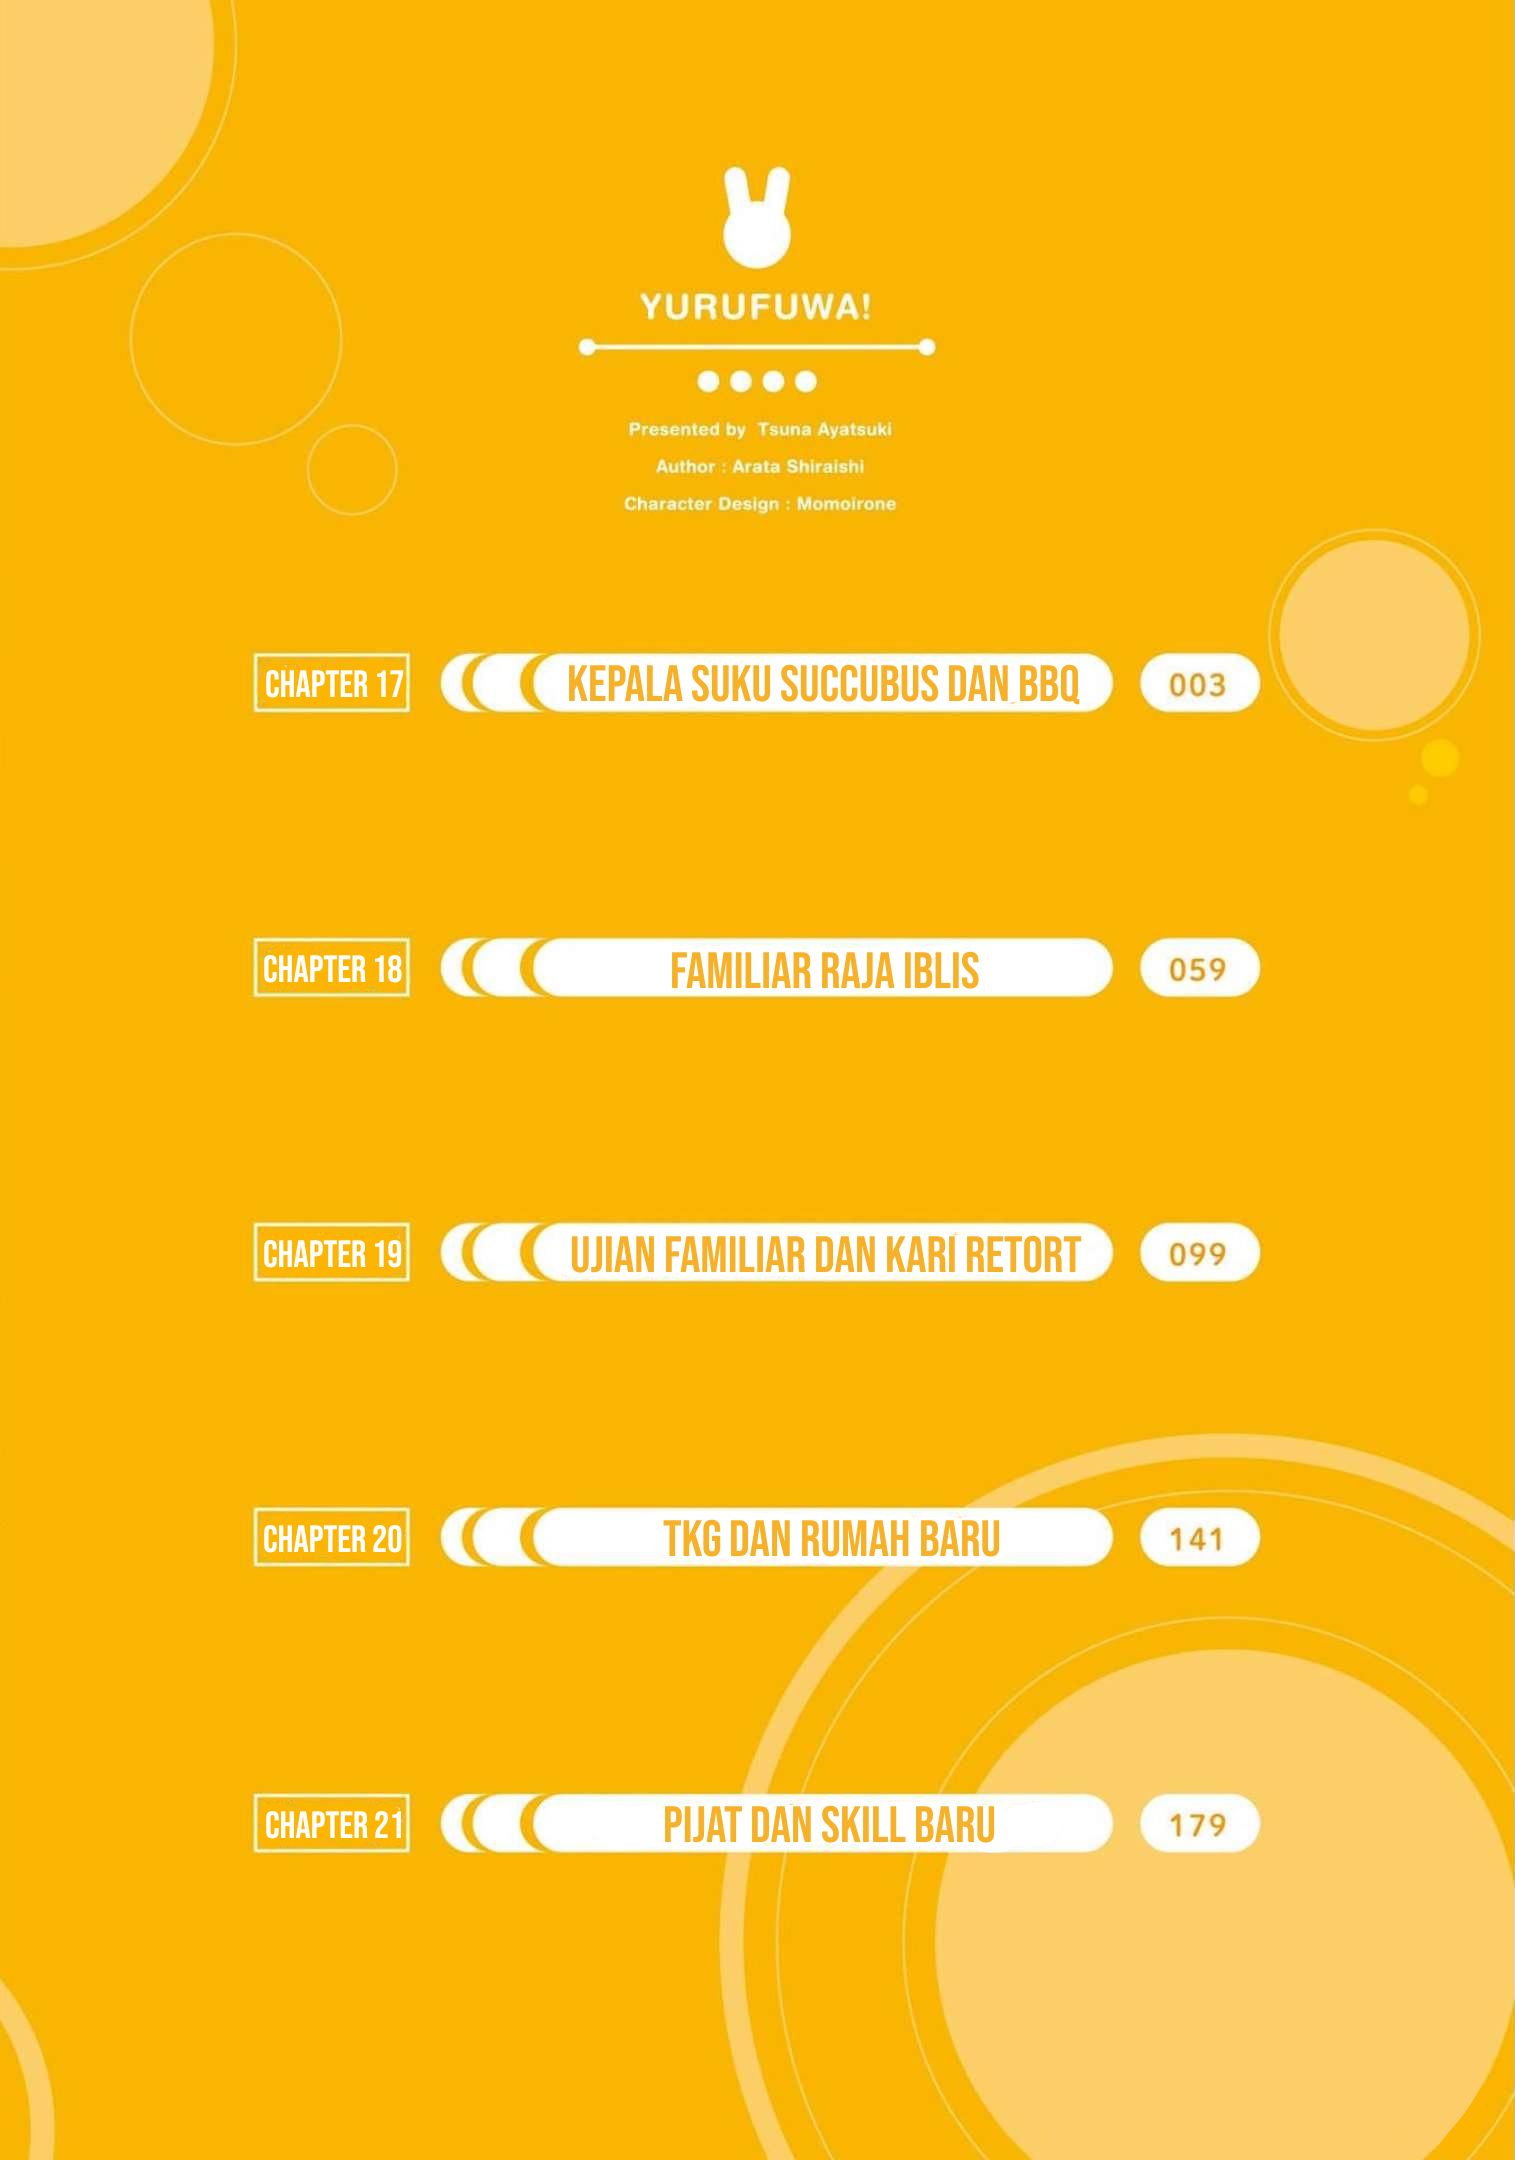 YURUFUWA!
Presented by Tsuna Ayatsuki
Author : Arata Shiraishi
Character Design : Momoirone
CHAPTER 17 KEPALA SUKU SUCCUBUS DAN BBQ 003
CHAPTER 18 FAMILIAR RAJA IBLIS 059
CHAPTER 19 UJIAN FAMILIAR DAN KARI RETORT 099
CHAPTER 20 TKG DAN RUMAH BARU 141
CHAPTER 21 PIJAT DAN SKILL BARU 179